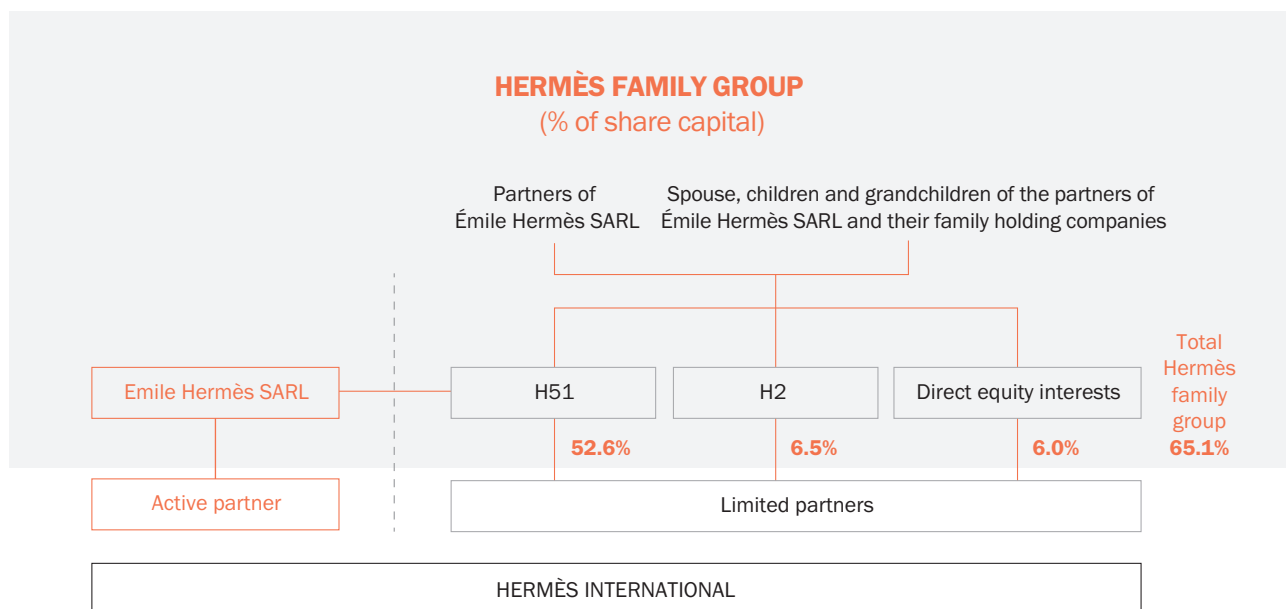 HERMÈS FAMILY GROUP
(% of share capital)
Partners of
Émile Hermès SARL
Spouse, children and grandchildren of the partners of
Émile Hermès SARL and their family holding companies
Emile Hermès SARL
H51
H2
Direct equity interests
Total
Hermès
family
group
65.1%
52.6%
6.5%
6.0%
Active partner
Limited partners
HERMÈS INTERNATIONAL